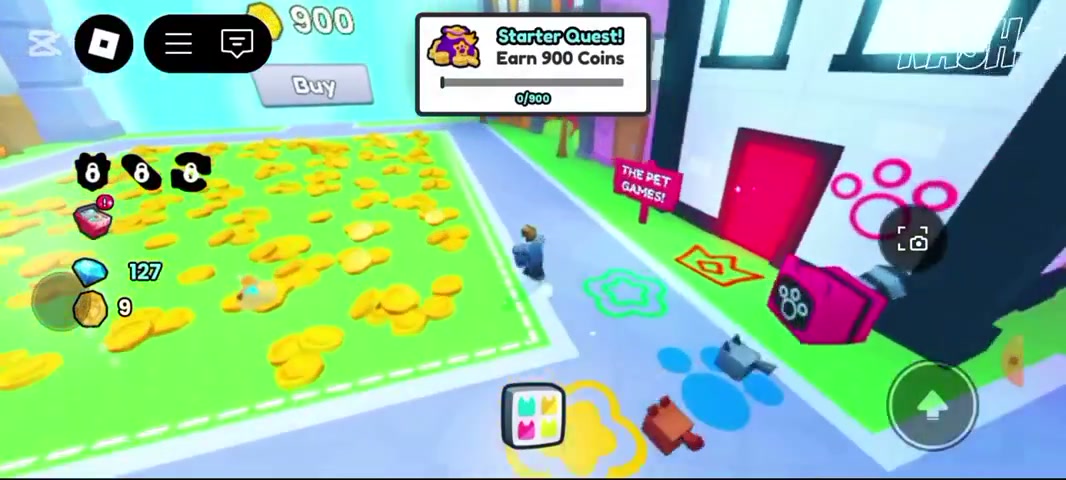 900
Buy
Starter Quest!
Earn 900 Coins
0/900
THE PET
GAMES!
127
9